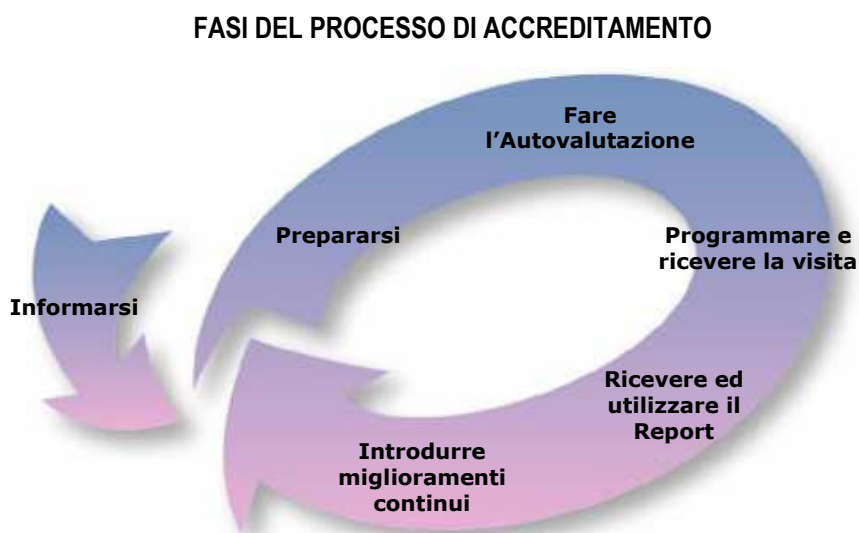 FASI DEL PROCESSO DI ACCREDITAMENTO
Fare
l'Autovalutazione
Prepararsi
Programmare e
ricevere la visita
Informarsi
Ricevere ed
utilizzare il
Report
Introdurre
miglioramenti
continui